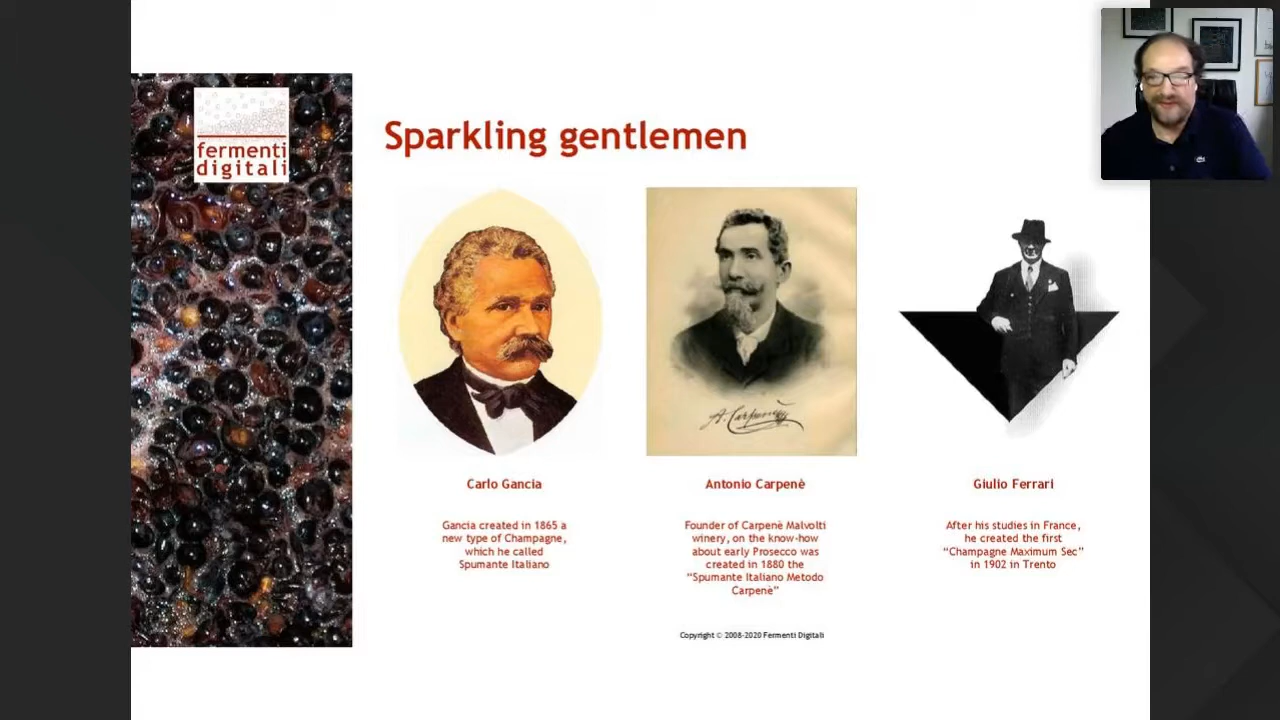 fermenti
digitali
Sparkling gentlemen
A. Carpenè
Carlo Gancia
Gancia created in 1865 a
new type of Champagne,
which he called
Spumante Italiano
Antonio Carpenè
Founder of Carpenè Malvolti
winery, on the know-how
about early Prosecco was
created in 1880 the
“Spumante Italiano Metodo
Carpenè”
Giulio Ferrari
After his studies in France,
he created the first
“Champagne Maximum Sec”
in 1902 in Trento
Copyright © 2008-2020 Fermenti Digitali